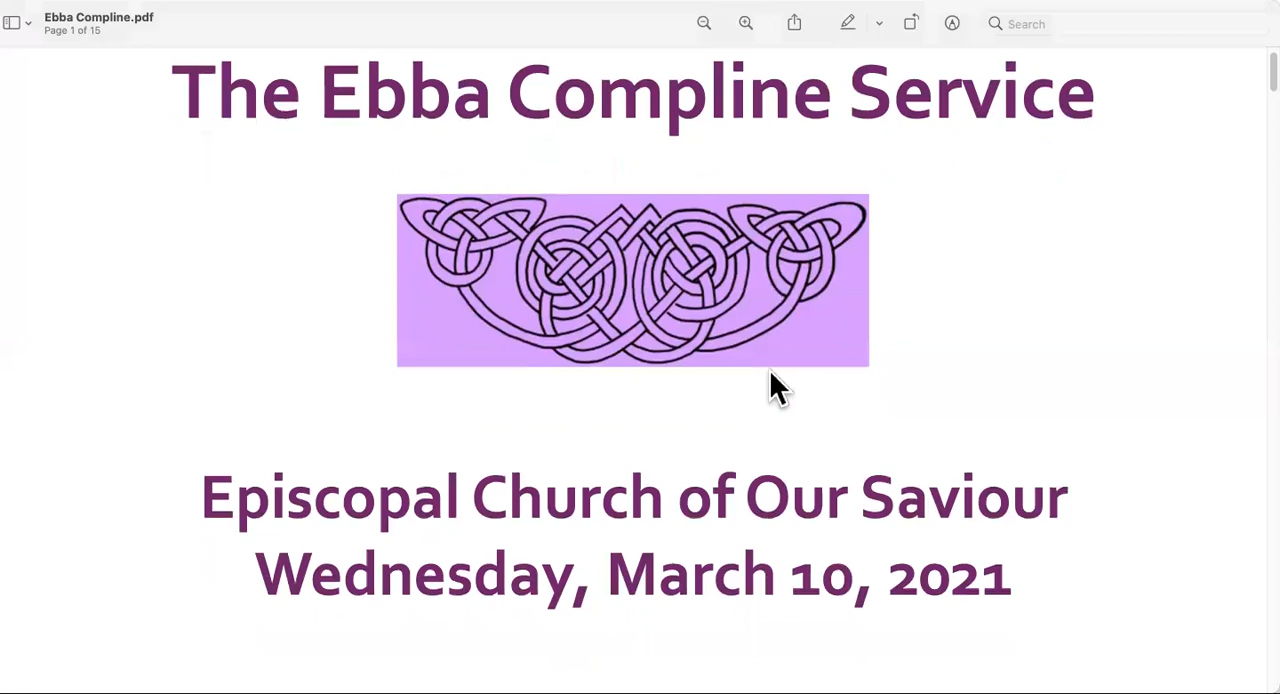 Ebba Compline.pdf
Page 1 of 15
Search
The Ebba Compline Service
Episcopal Church of Our Saviour
Wednesday, March 10, 2021